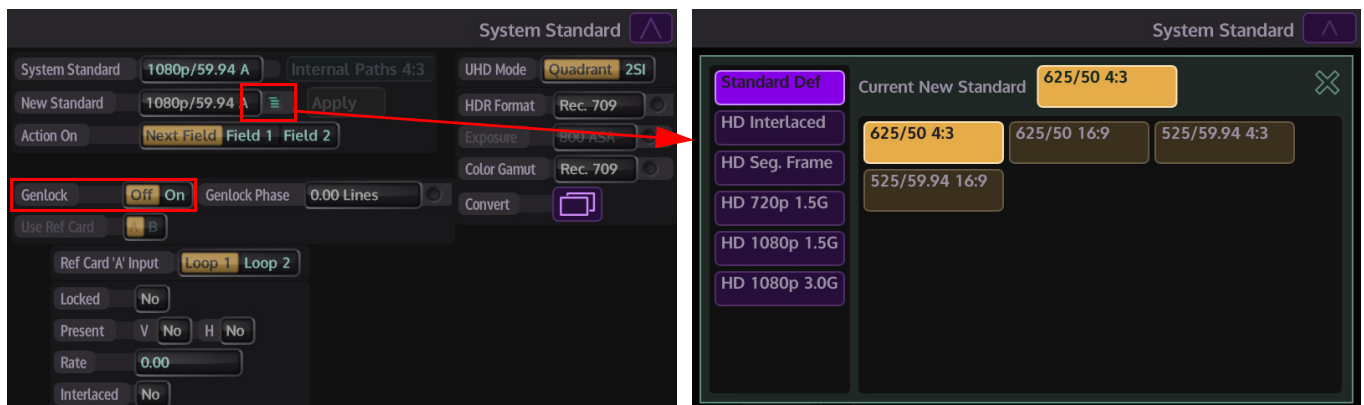 System Standard
System Standard 1080p/59.94 A Internal Paths 4:3 UHD Mode Quadrant 2SI
New Standard 1080p/59.94 A Apply HDR Format Rec. 709
Action On Next Field Field 1 Field 2 Exposure 800 ASA
Color Gamut Rec. 709
Genlock Off On Genlock Phase 0.00 Lines Convert
Use Ref Card A B
Ref Card 'A' Input Loop 1 Loop 2
Locked No
Present V No H No
Rate 0.00
Interlaced No
System Standard
Standard Def Current New Standard 625/50 4:3
HD Interlaced 625/50 4:3 625/50 16:9 525/59.94 4:3
HD Seg. Frame 525/59.94 16:9
HD 720p 1.5G
HD 1080p 1.5G
HD 1080p 3.0G